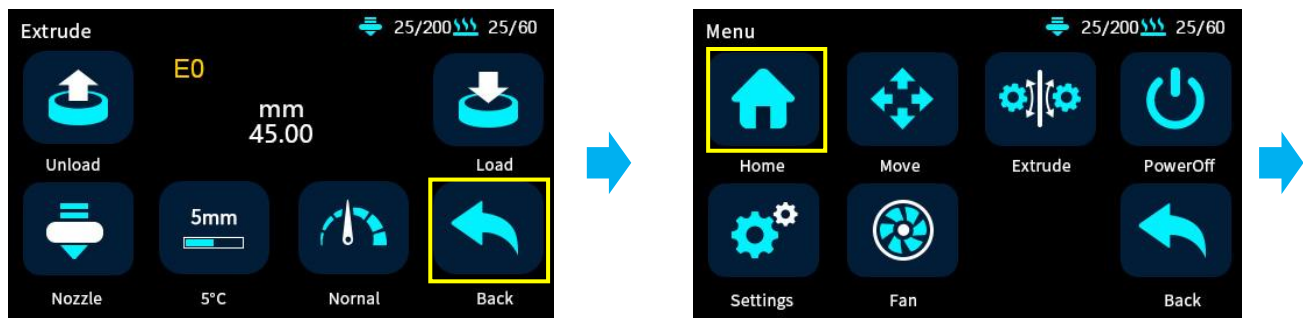 Extrude 25/200 25/60
E0
mm
45.00
Unload Load
5mm
Nozzle 5°C Nornal Back
Menu 25/200 25/60
Home Move Extrude PowerOff
Settings Fan Back